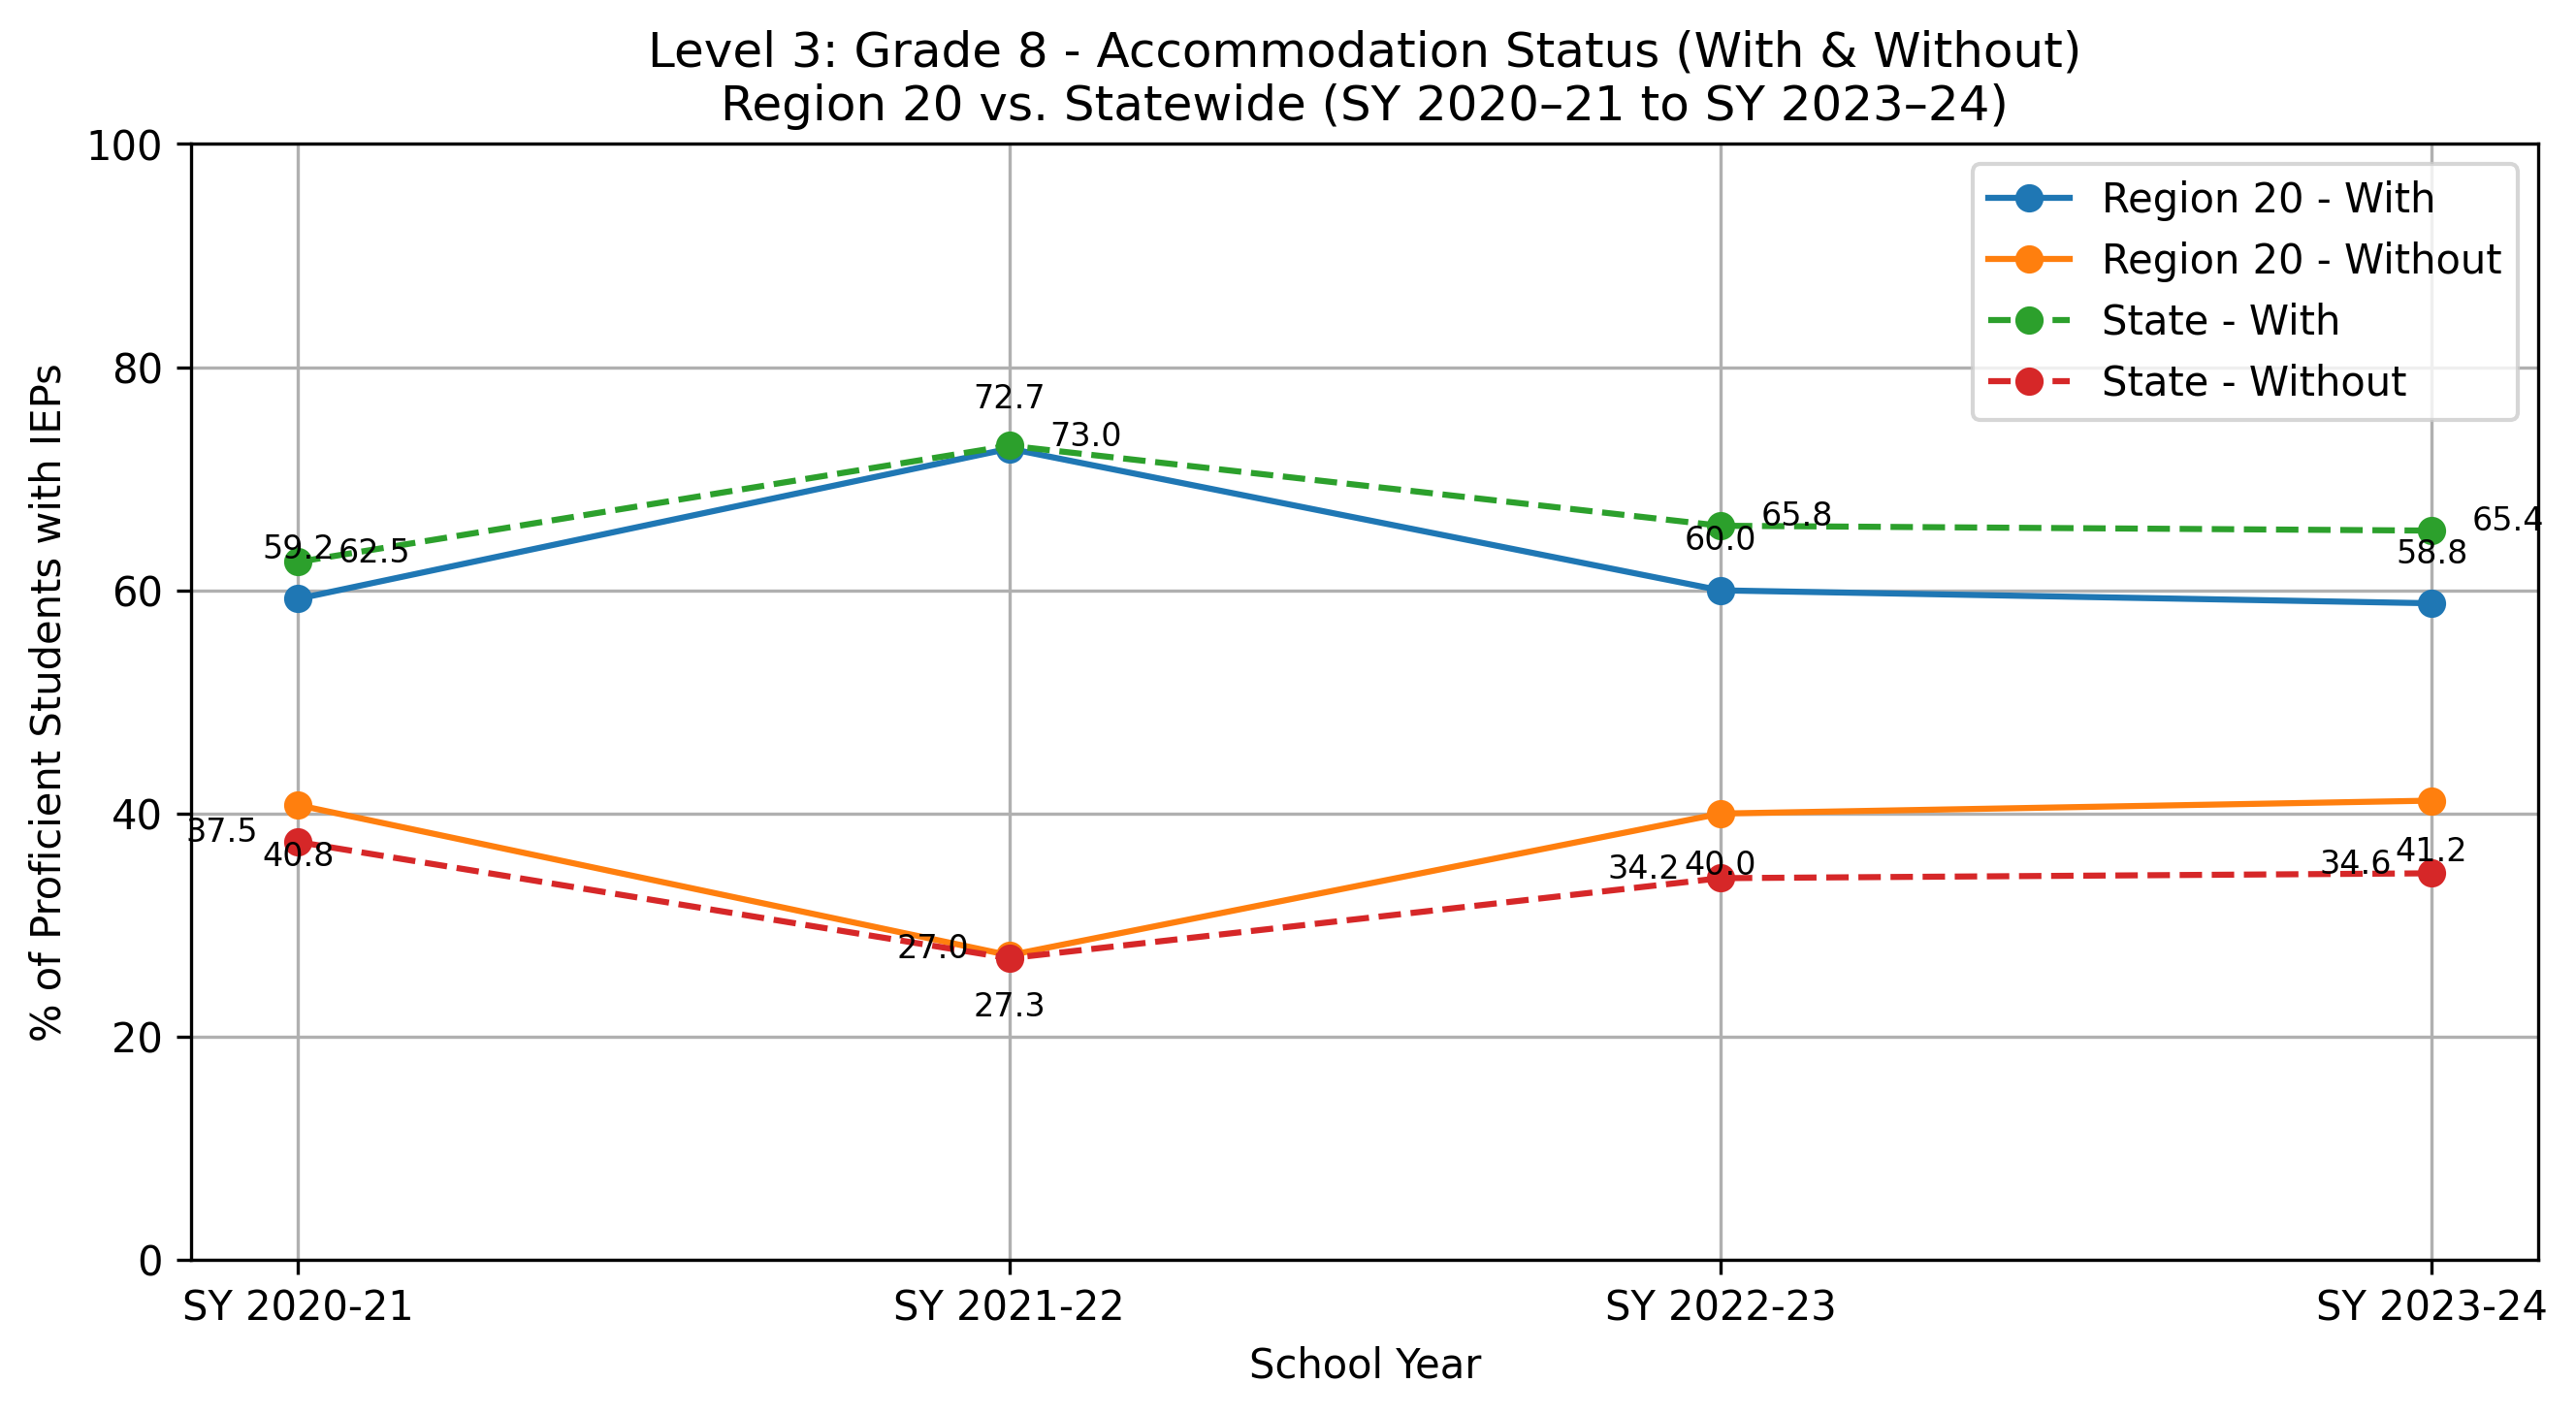 Level 3: Grade 8 - Accommodation Status (With & Without)
Region 20 vs. Statewide (SY 2020–21 to SY 2023–24)
% of Proficient Students with IEPs
100
80
60
40
20
0
Region 20 - With
Region 20 - Without
State - With
State - Without
72.7
73.0
65.8
65.4
59.2
62.5
60.0
58.8
37.5
40.8
34.2
40.0
34.6
41.2
27.0
27.3
SY 2020-21
SY 2021-22
SY 2022-23
SY 2023-24
School Year